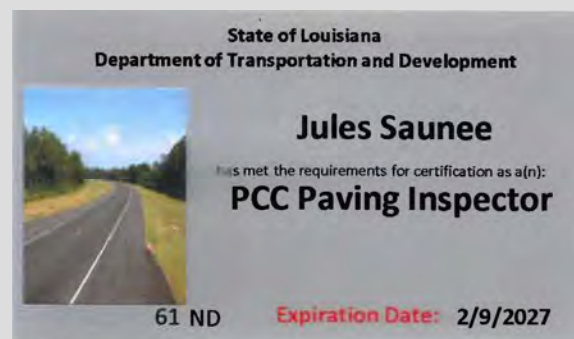 State of Louisiana
Department of Transportation and Development
Jules Saunee
has met the requirements for certification as a(n):
PCC Paving Inspector
61 ND
Expiration Date: 2/9/2027